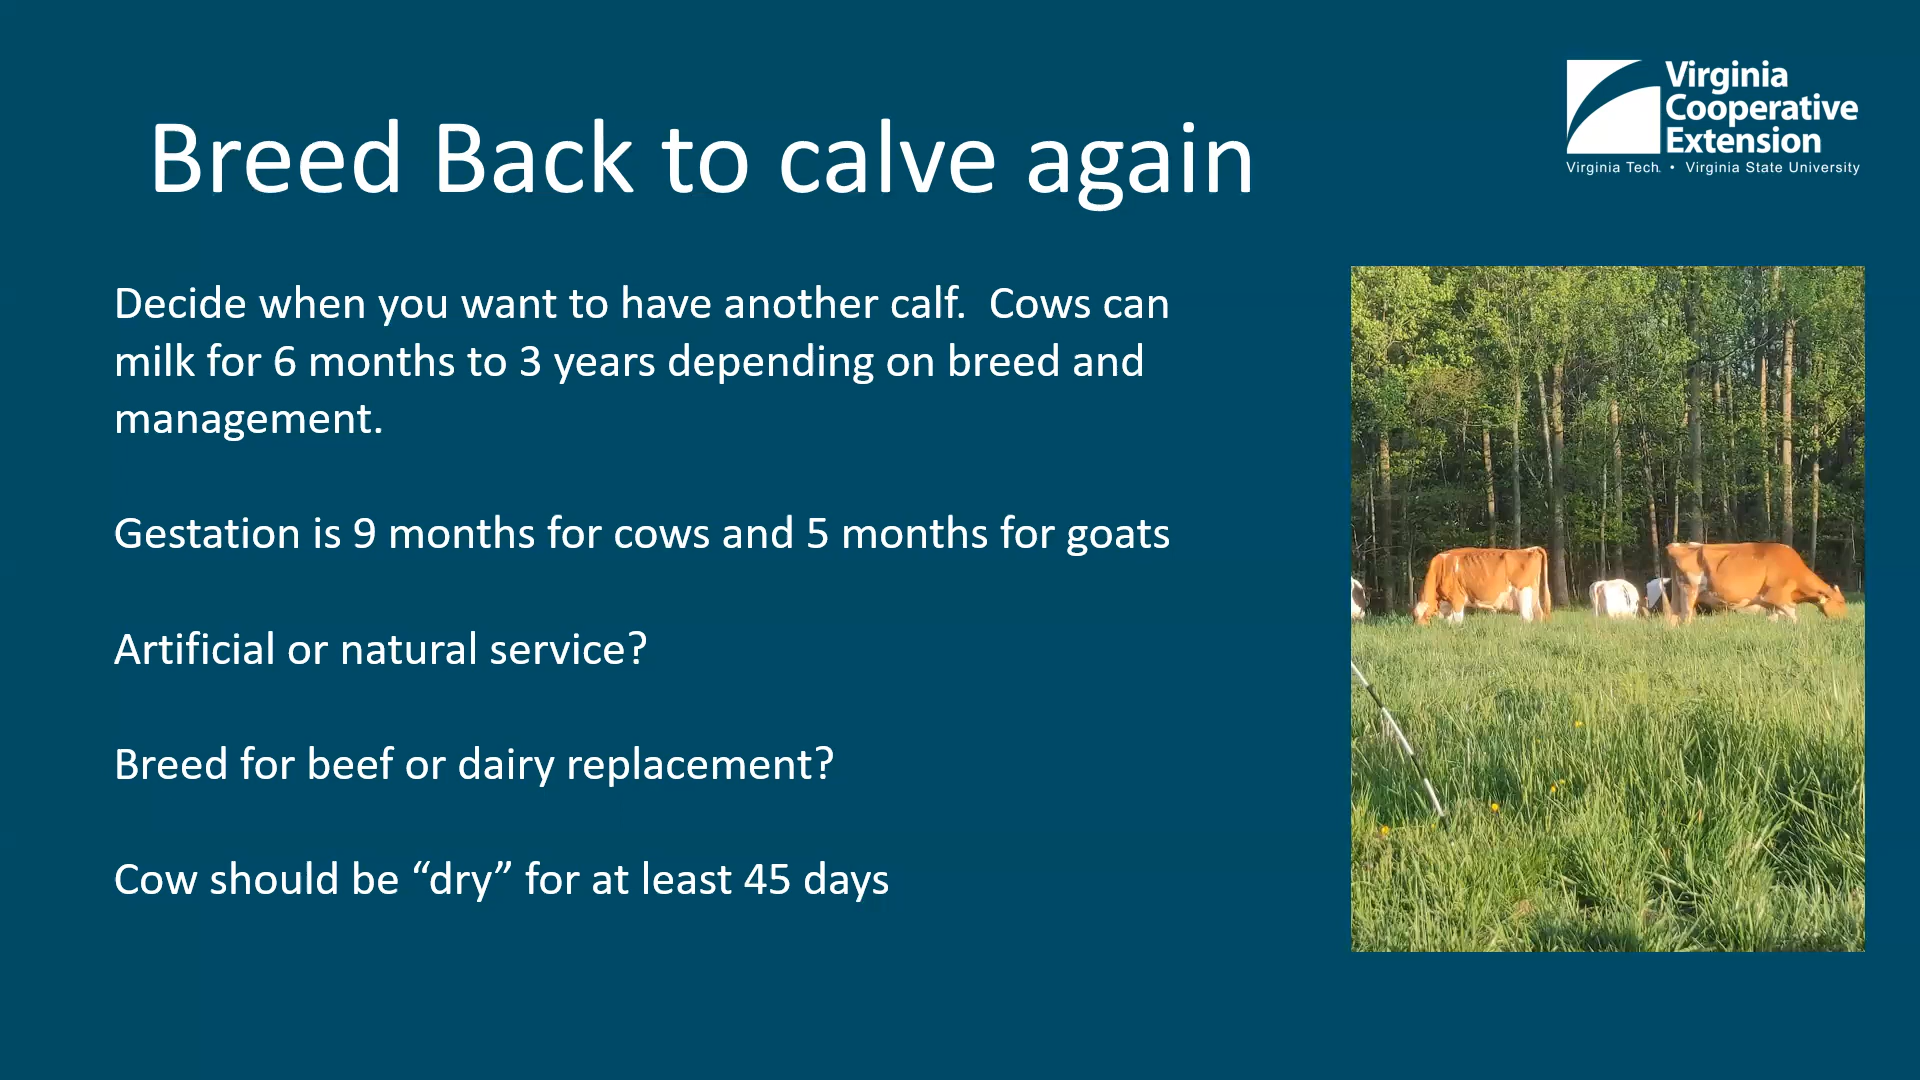 Virginia
Cooperative
Extension
Virginia Tech. • Virginia State University
Breed Back to calve again
Decide when you want to have another calf.  Cows can
milk for 6 months to 3 years depending on breed and
management.
Gestation is 9 months for cows and 5 months for goats
Artificial or natural service?
Breed for beef or dairy replacement?
Cow should be “dry” for at least 45 days